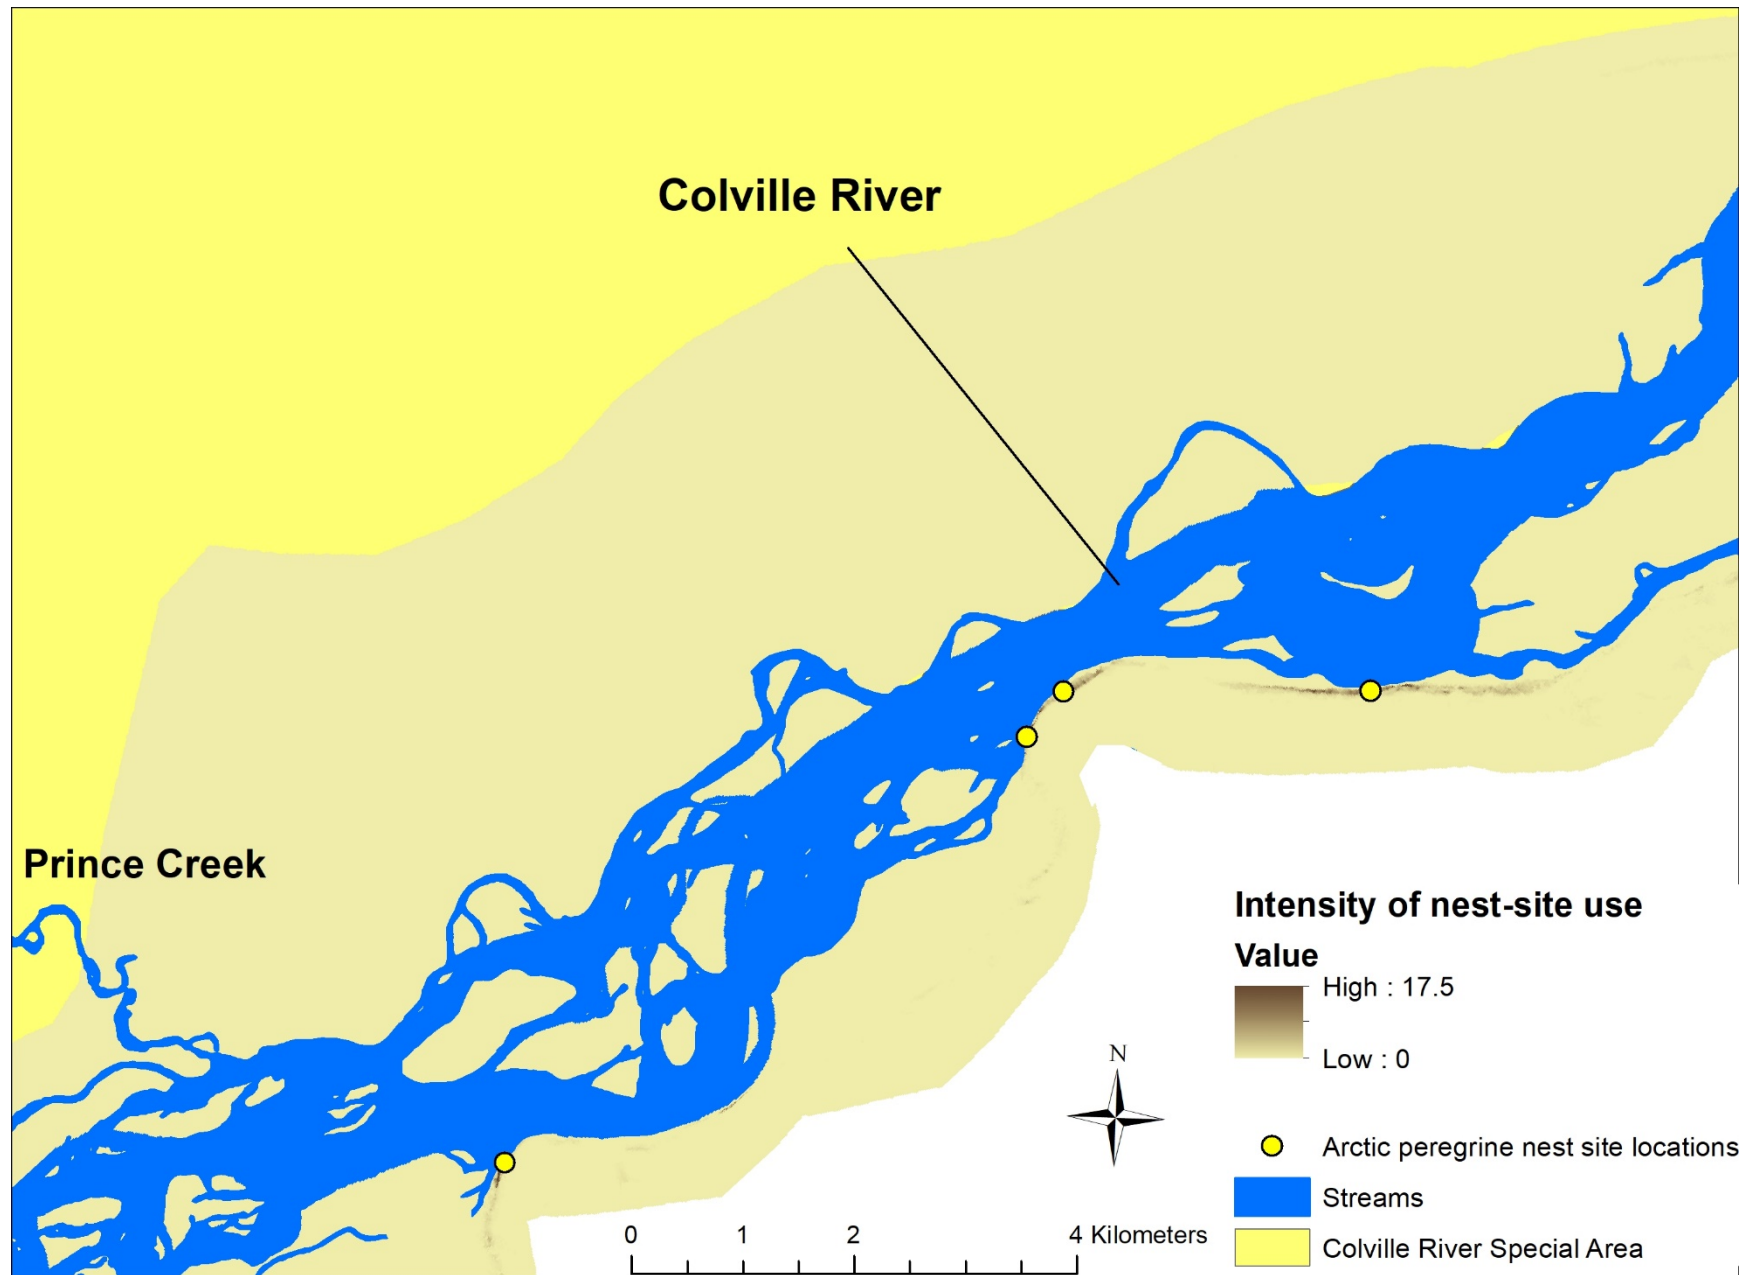 Colville River
Prince Creek
Intensity of nest-site use
Value
High : 17.5
Low : 0
N
Arctic peregrine nest site locations
Streams
Colville River Special Area
0 1 2 4 Kilometers